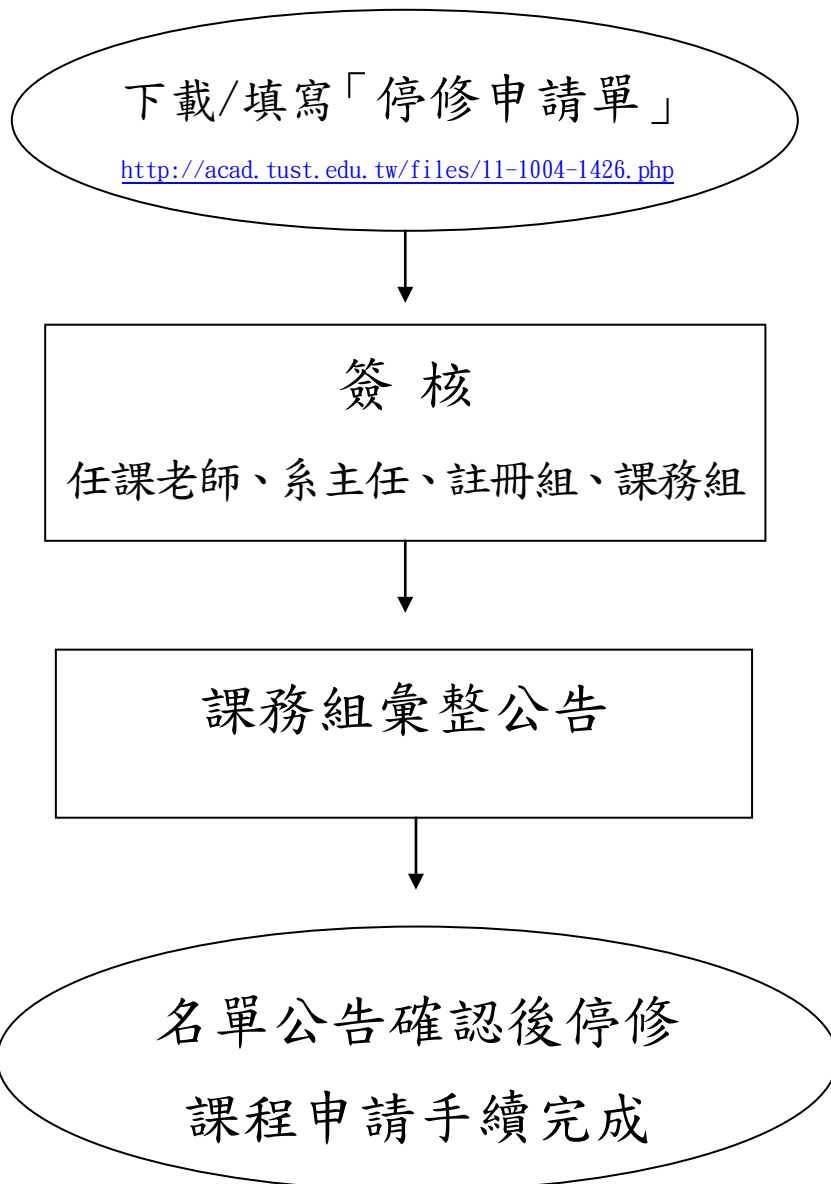 下載/填寫「停修申請單」
http://acad.tust.edu.tw/files/11-1004-1426.php
簽 核
任課老師、系主任、註冊組、課務組
課務組彙整公告
名單公告確認後停修
課程申請手續完成